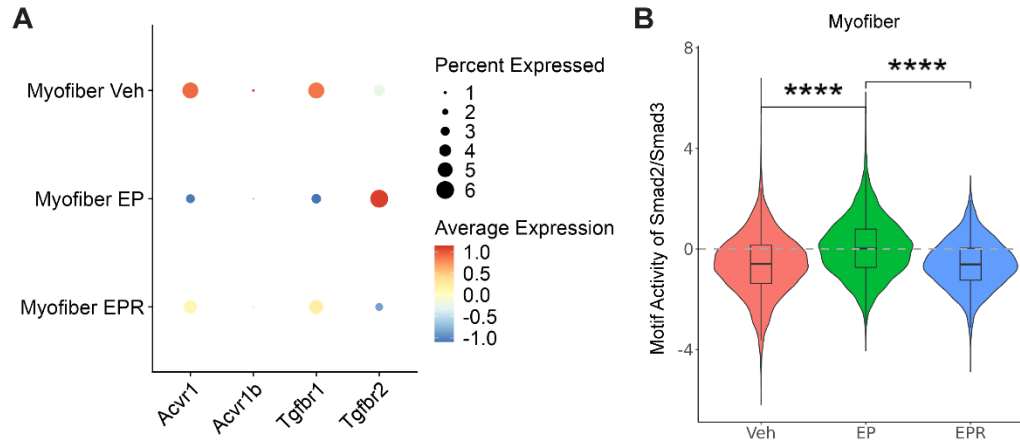 A
Myofiber Veh
Myofiber EP
Myofiber EPR
Acvr1
Acvr1b
Tgfbr1
Tgfbr2
Percent Expressed
1
2
3
4
5
6
Average Expression
1.0
0.5
0.0
-0.5
-1.0
B
Myofiber
Motif Activity of Smad2/Smad3
8
4
0
-4
****
****
Veh
EP
EPR